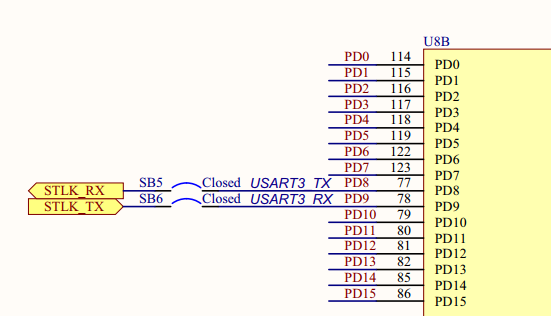 U8B
PD0 114 PD0
PD1 115 PD1
PD2 116 PD2
PD3 117 PD3
PD4 118 PD4
PD5 119 PD5
PD6 122 PD6
PD7 123 PD7
STLK_RX SB5 Closed USART3_TX PD8 77 PD8
STLK_TX SB6 Closed USART3_RX PD9 78 PD9
PD10 79 PD10
PD11 80 PD11
PD12 81 PD12
PD13 82 PD13
PD14 85 PD14
PD15 86 PD15